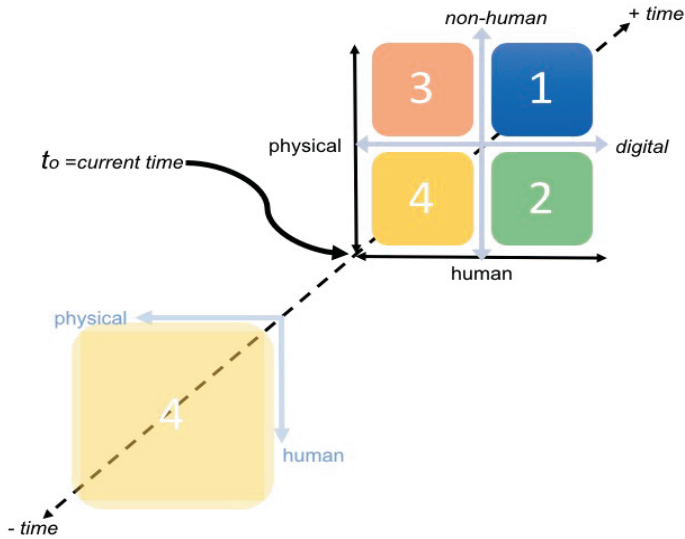 non-human
+ time
3
1
physical
digital
to =current time
4
2
human
physical
4
human
- time